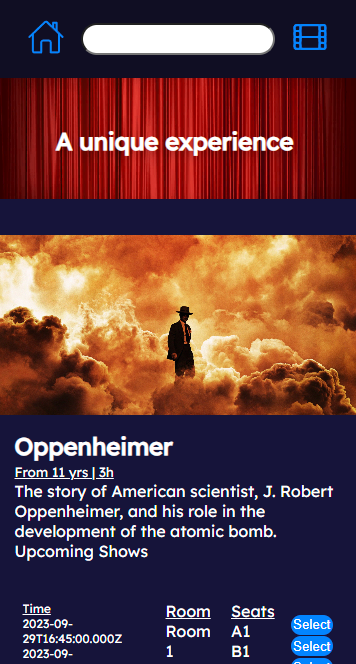 A unique experience
Oppenheimer
From 11 yrs | 3h
The story of American scientist, J. Robert
Oppenheimer, and his role in the
development of the atomic bomb.
Upcoming Shows
Time Room Seats
2023-09- Room A1 Select
29T16:45:00.000Z 1 B1 Select
2023-09-